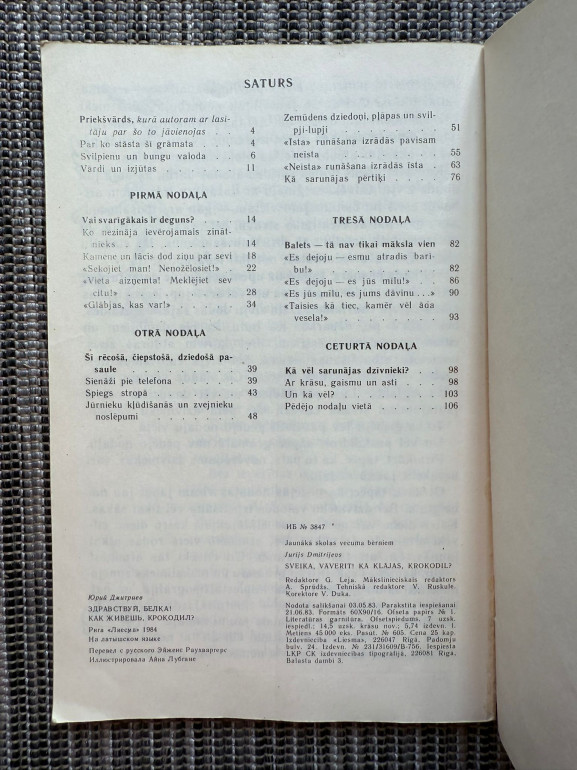 SATURS
Priekšvārds, kurā autoram ar lasi-
tāju par šo to jāvienojas . . 4
Par ko stāsta šī grāmata . . . 4
Svilpienu un bungu valoda . . 6
Vārdi un izjūtas . . . . . 11
PIRMĀ NODAĻA
Vai svarīgākais ir deguns? . . . 14
Ko nezināja ievērojamais zināt-
nieks . . . . . . . . 14
Kamene un lācis dod ziņu par sevi 18
«Sekojiet man! Nenožēlosiet!» . . 22
«Vieta aizņemta! Meklējiet sev
citu!» . . . . . . . . 28
«Glābjas, kas var!» . . . . 34
OTRĀ NODAĻA
Šī rēcošā, čiepstošā, dziedošā pa-
saule . . . . . . . . 39
Sienāži pie telefona . . . . 39
Spiegs stropā . . . . . . 43
Jūrnieku kļūdīšanās un zvejnieku
noslēpumi . . . . . . 48
Zemūdens dziedoņi, pļāpas un svil-
pji-lupji . . . . . . 51
«Ista» runāšana izrādās pavisam
neista . . . . . . . . 55
«Neista» runāšana izrādās ista . 63
Kā sarunājas pērtiķi . . . . 76
TREŠĀ NODAĻA
Balets — tā nav tikai māksla vien 82
«Es dejoju — esmu atradis barī-
bu!» . . . . . . . . 82
«Es dejoju — es jūs mīlu!» . . 86
«Es jūs mīlu, es jums dāvinu...» 90
«Taisies kā tiec, kamēr vēl āda
vesela!» . . . . . . . 93
CETURTĀ NODAĻA
Kā vēl sarunājas dzīvnieki? . . 98
Ar krāsu, gaismu un asti . . . 98
Un kā vēl? . . . . . . 103
Pēdējo nodaļu vietā . . . . . 106
Юрий Дмитриев
ЗДРАВСТВУЙ, БЕЛКА!
КАК ЖИВЕШЬ, КРОКОДИЛ?
Рига «Лиесма» 1984
На латышском языке
Перевел с русского Эйженс Раухваргерс
Иллюстрировала Айна Лубгане
ИБ № 3847
Jaunākā skolas vecuma bērniem
Jurijs Dmitrijevs
SVEIKA, VĀVERĪT! KĀ KLĀJAS, KROKODIL?
Redaktore G. Leja. Mākslinieciskais redaktors
A. Sprūdžs. Tehniskā redaktore V. Ruskule.
Korektore V. Duka.
Nodota salikšanai 03.05.83. Parakstīta iespiešanai
21.06.83. Formāts 60X90/16. Ofseta papīrs № 1.
Literatūras garnitūra. Ofsetspiedums. 7 uzsk.
iespiedl.; 14,5 uzsk. krāsu nov.; 5,74 izdevn. l.
Metiens 45 000 eks. Pasūt. № 605. Cena 25 kap.
Izdevniecība «Liesma», 226047 Rīgā, Padomju
bulv. 24. Izdevn. № 231/31609/B-756. Iespiesta
LKP CK izdevniecības tipogrāfijā, 226081 Rīgā,
Balasta dambī 3.